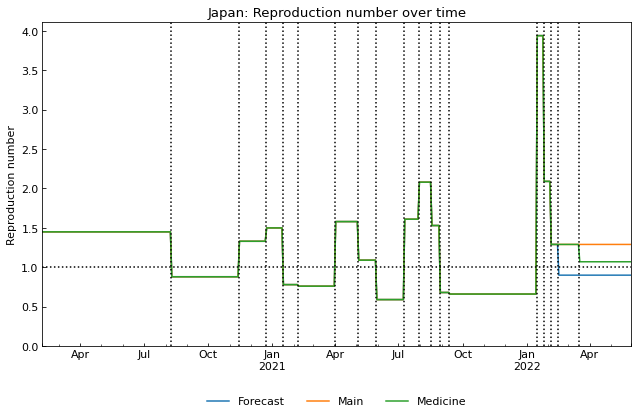 Japan: Reproduction number over time
Reproduction number
4.0
3.5
3.0
2.5
2.0
1.5
1.0
0.5
0.0
Apr Jul Oct Jan Apr Jul Oct Jan Apr
2021 2022
Forecast Main Medicine